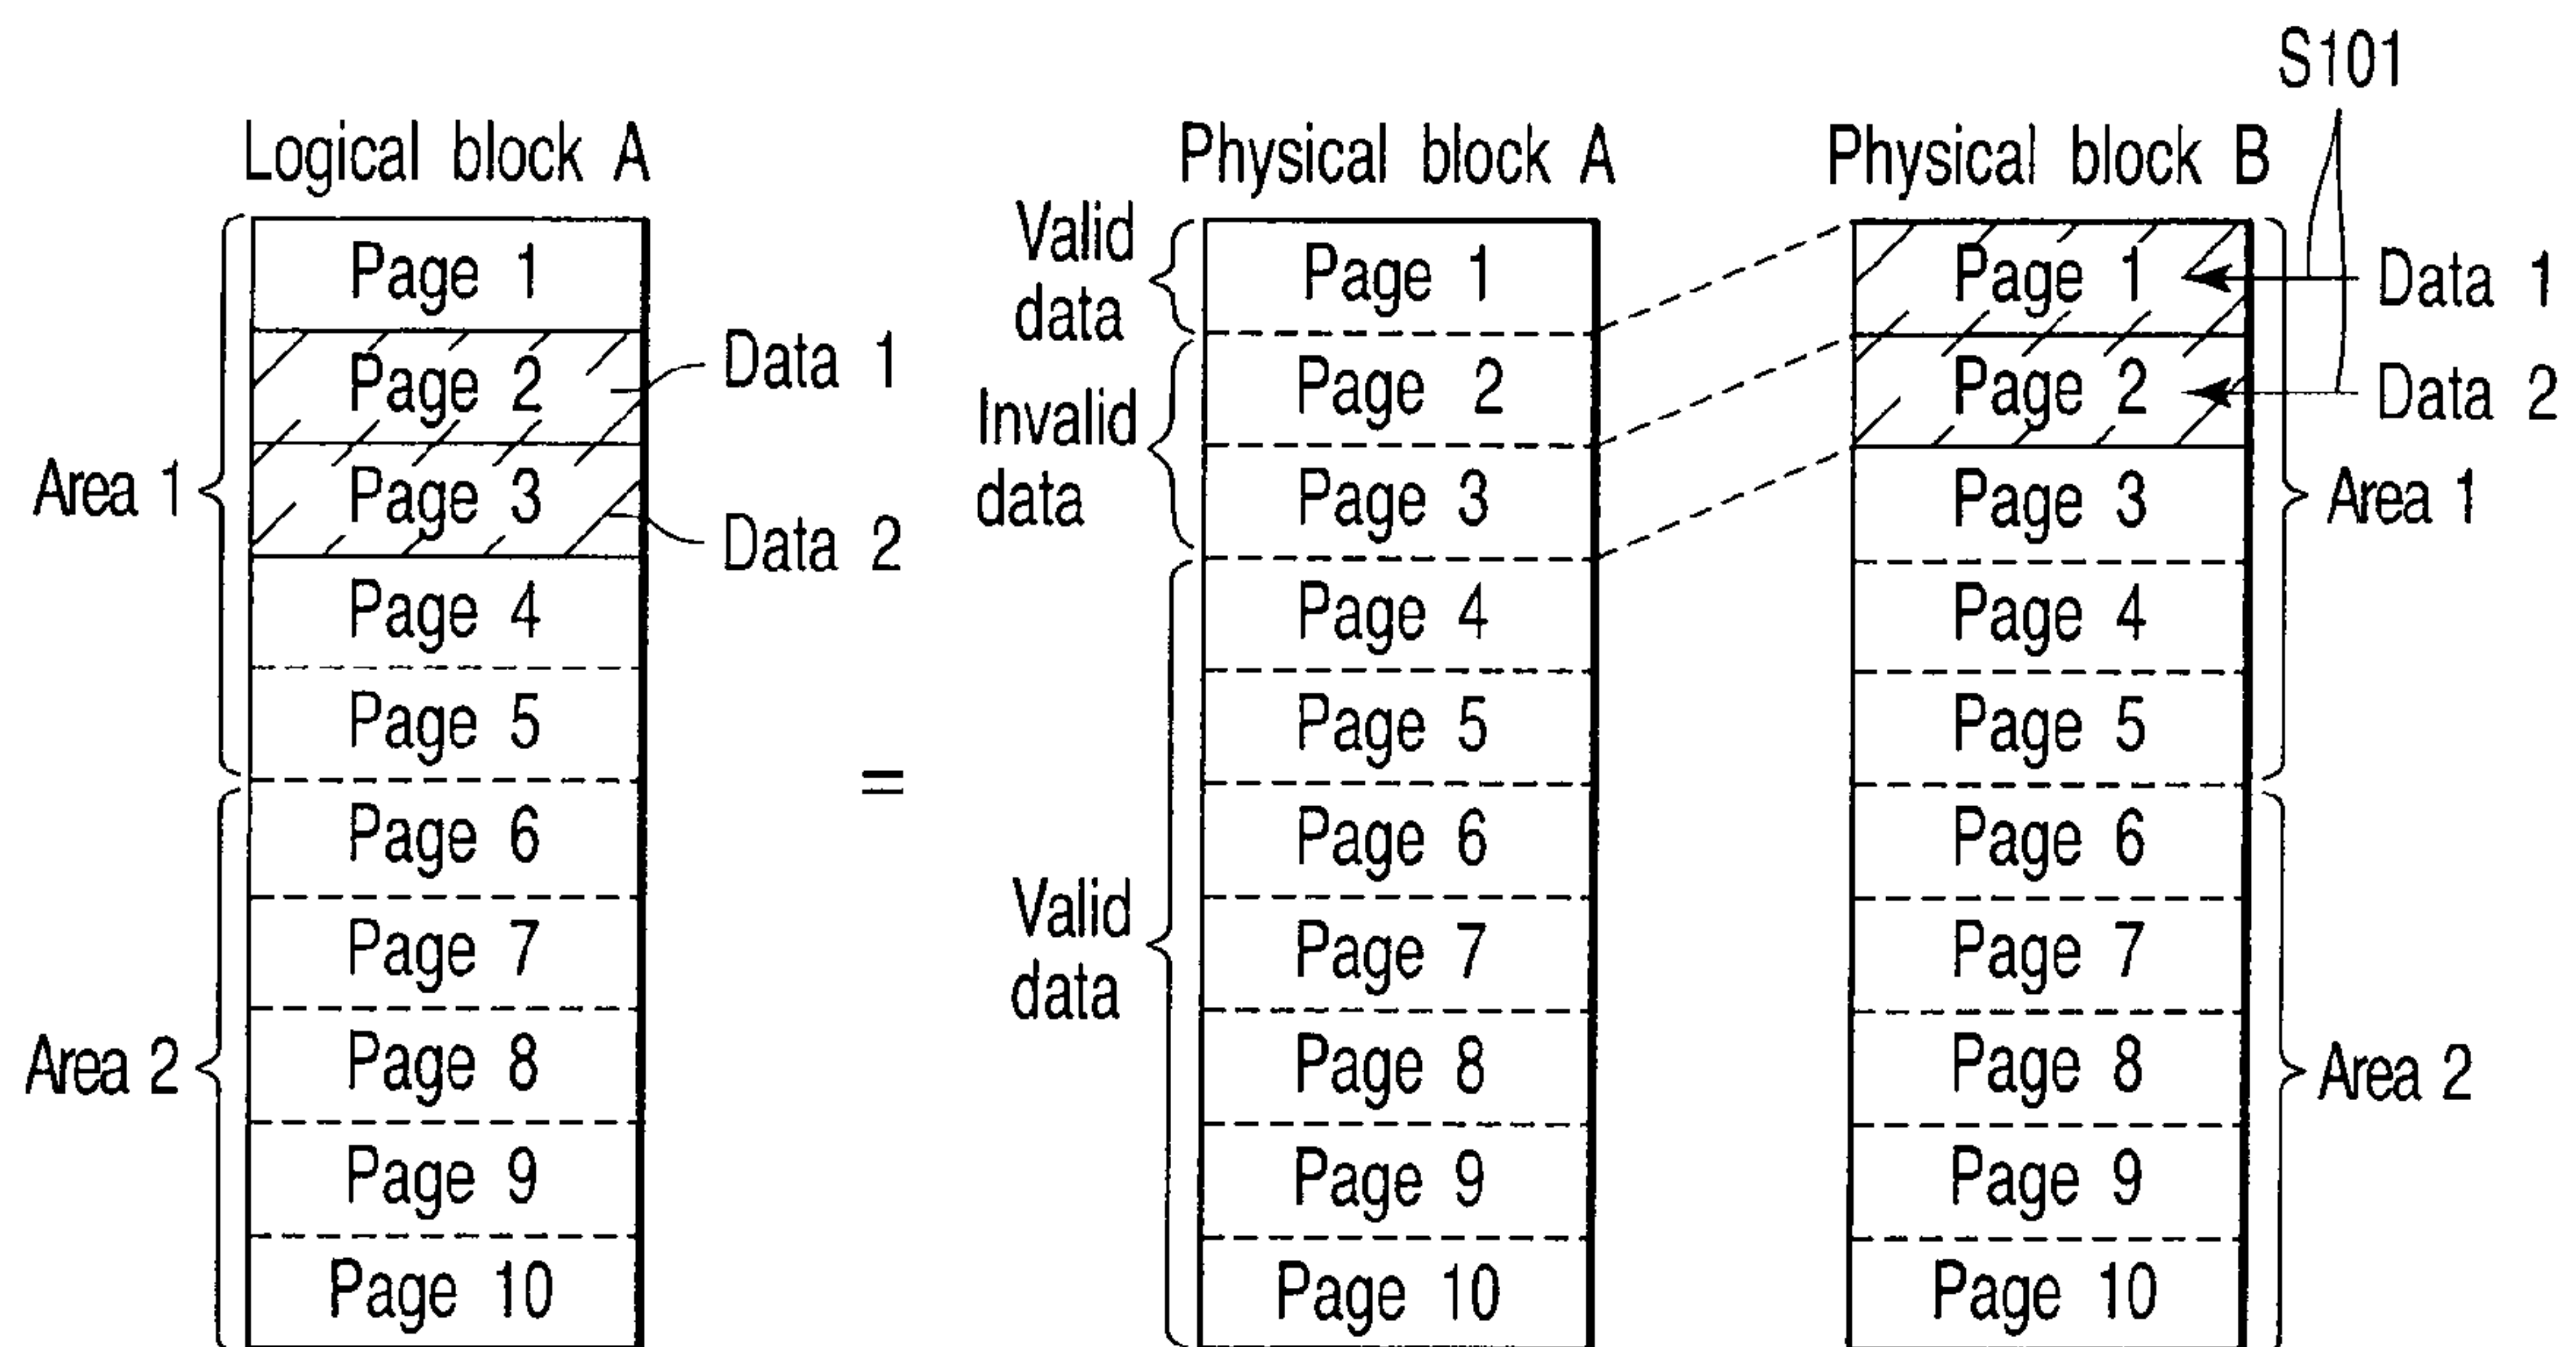 S101
Logical block A
Physical block A
Physical block B
Area 1
Page 1
Page 2
Data 1
Page 3
Data 2
Page 4
Page 5
Area 2
Page 6
Page 7
Page 8
Page 9
Page 10
=
Valid
data
Invalid
data
Valid
data
Page 1
Page 2
Page 3
Page 4
Page 5
Page 6
Page 7
Page 8
Page 9
Page 10
Page 1
Page 2
Page 3
Page 4
Page 5
Page 6
Page 7
Page 8
Page 9
Page 10
Data 1
Data 2
Area 1
Area 2